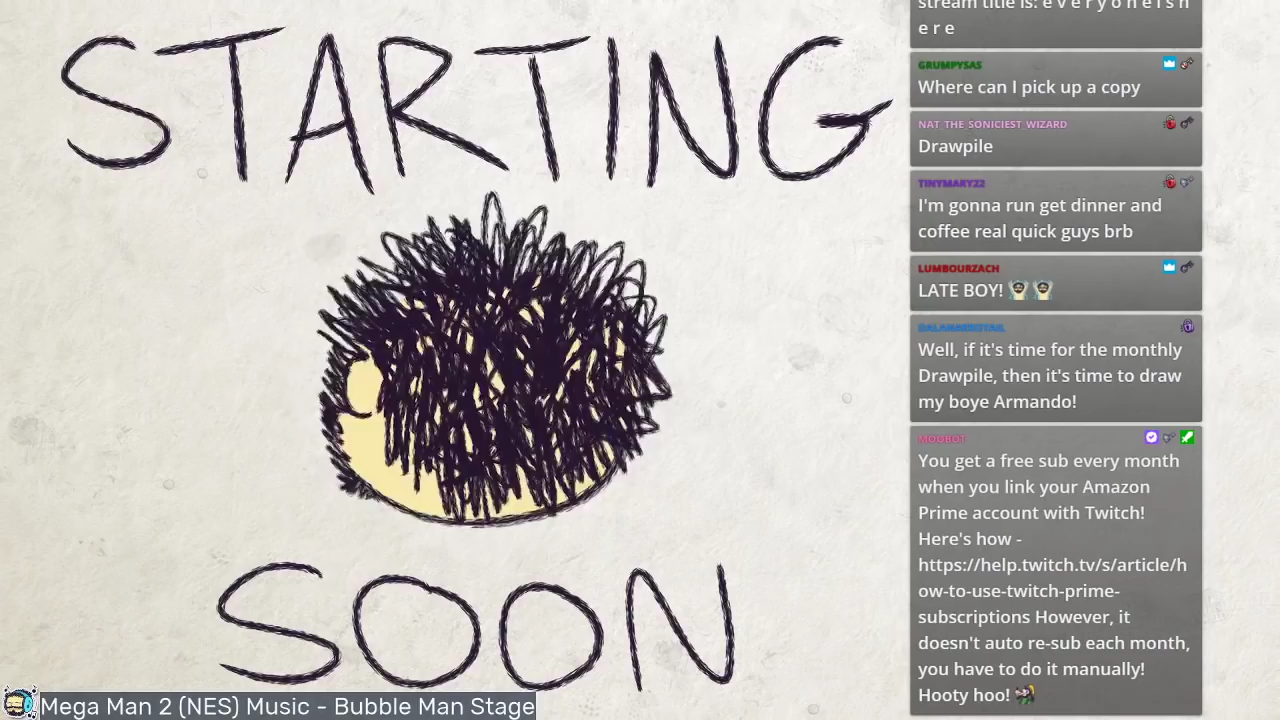 STARTING
SOON
stream title is: e v e r y o n e i s h
e r e
GRUMPYSAS
Where can I pick up a copy
NAT THE SONICIEST WIZARD
Drawpile
TINYMARY22
I'm gonna run get dinner and
coffee real quick guys brb
LUMBOURZACH
LATE BOY!
Well, if it's time for the monthly
Drawpile, then it's time to draw
my boye Armando!
MOOBOT
You get a free sub every month
when you link your Amazon
Prime account with Twitch!
Here's how -
https://help.twitch.tv/s/article/h
ow-to-use-twitch-prime-
subscriptions However, it
doesn't auto re-sub each month,
you have to do it manually!
Hooty hoo!
Mega Man 2 (NES) Music - Bubble Man Stage